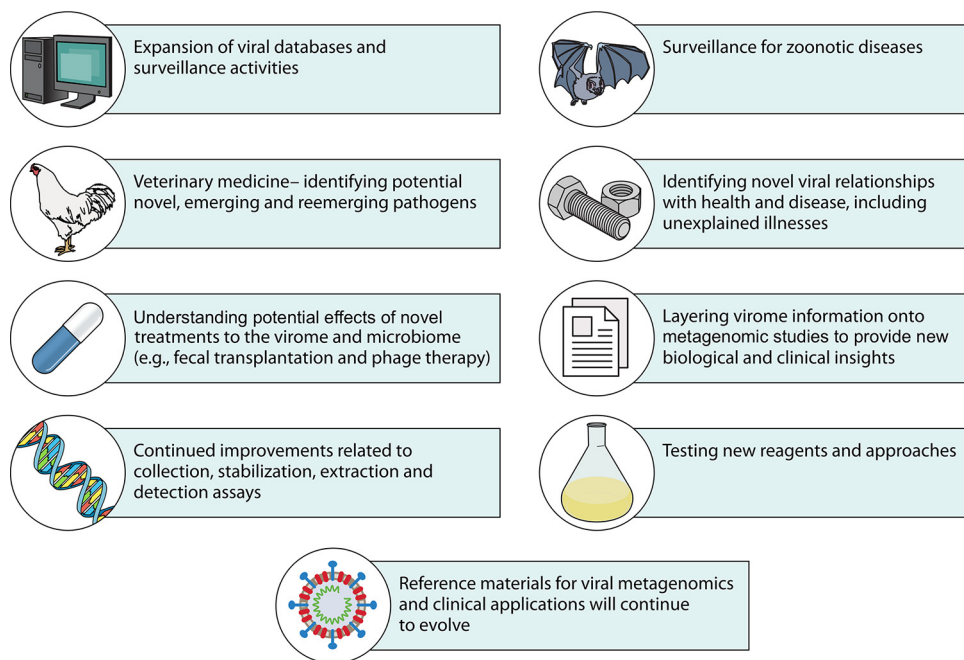 Expansion of viral databases and
surveillance activities
Surveillance for zoonotic diseases
Veterinary medicine– identifying potential
novel, emerging and reemerging pathogens
Identifying novel viral relationships
with health and disease, including
unexplained illnesses
Understanding potential effects of novel
treatments to the virome and microbiome
(e.g., fecal transplantation and phage therapy)
Layering virome information onto
metagenomic studies to provide new
biological and clinical insights
Continued improvements related to
collection, stabilization, extraction and
detection assays
Testing new reagents and approaches
Reference materials for viral metagenomics
and clinical applications will continue
to evolve